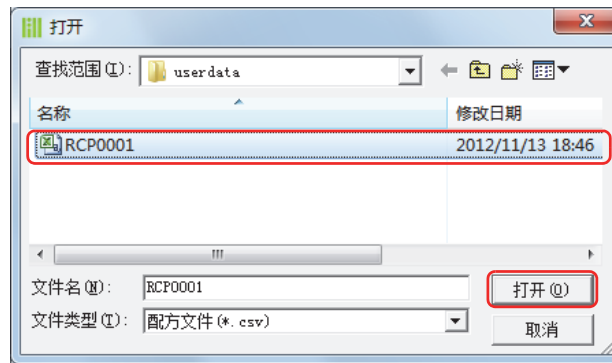 打开
查找范围(I): userdata
名称 修改日期
RCP0001 2012/11/13 18:46
文件名(N): RCP0001 打开(O)
文件类型(T): 配方文件(*.csv) 取消